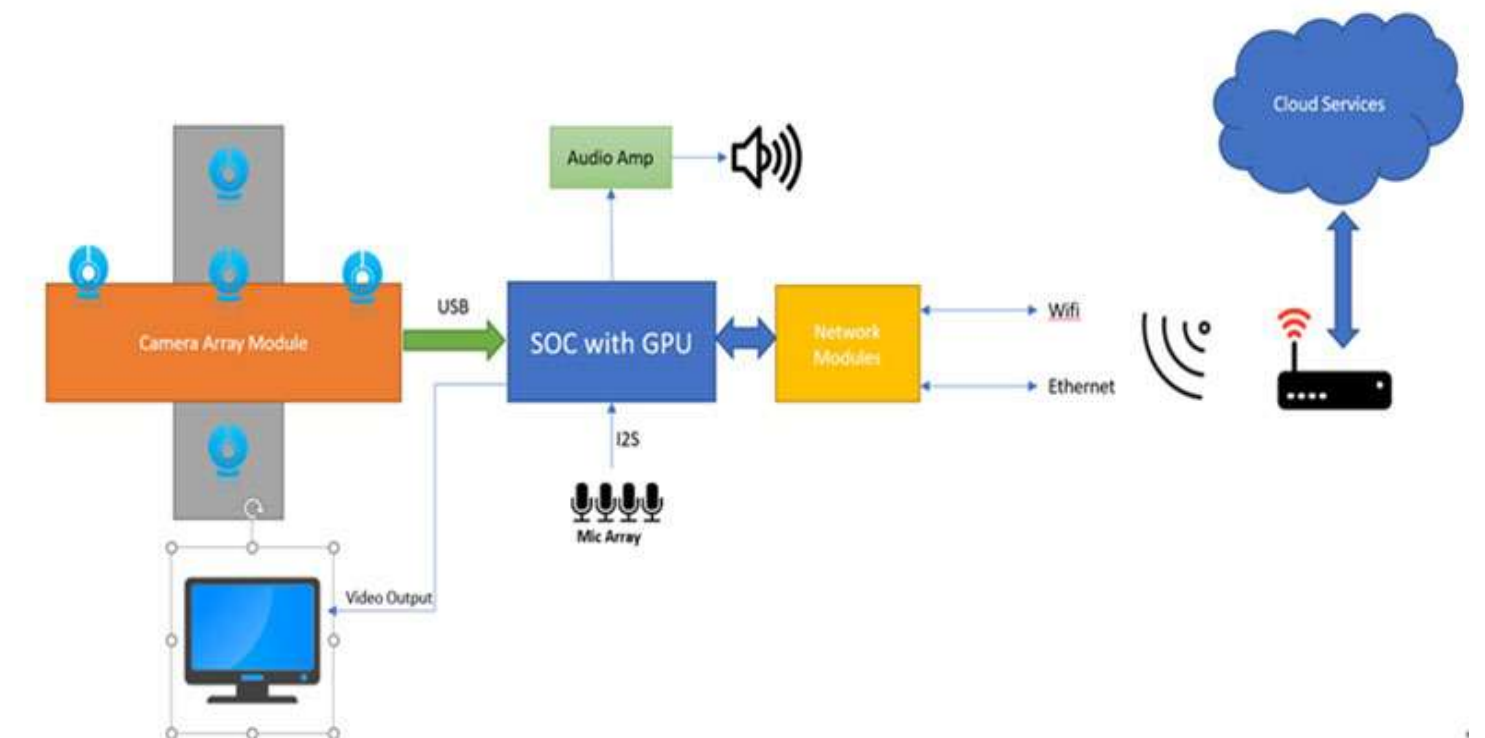 Cloud Services
Audio Amp
USB
Camera Array Module
SOC with GPU
Network
Modules
Wifi
Ethernet
I2S
Mic Array
Video Output